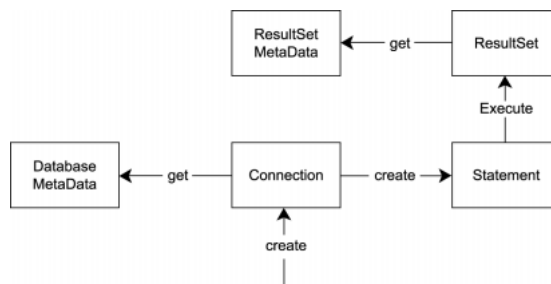 ResultSet
MetaData
get
ResultSet
Execute
Database
MetaData
get
Connection
create
Statement
create